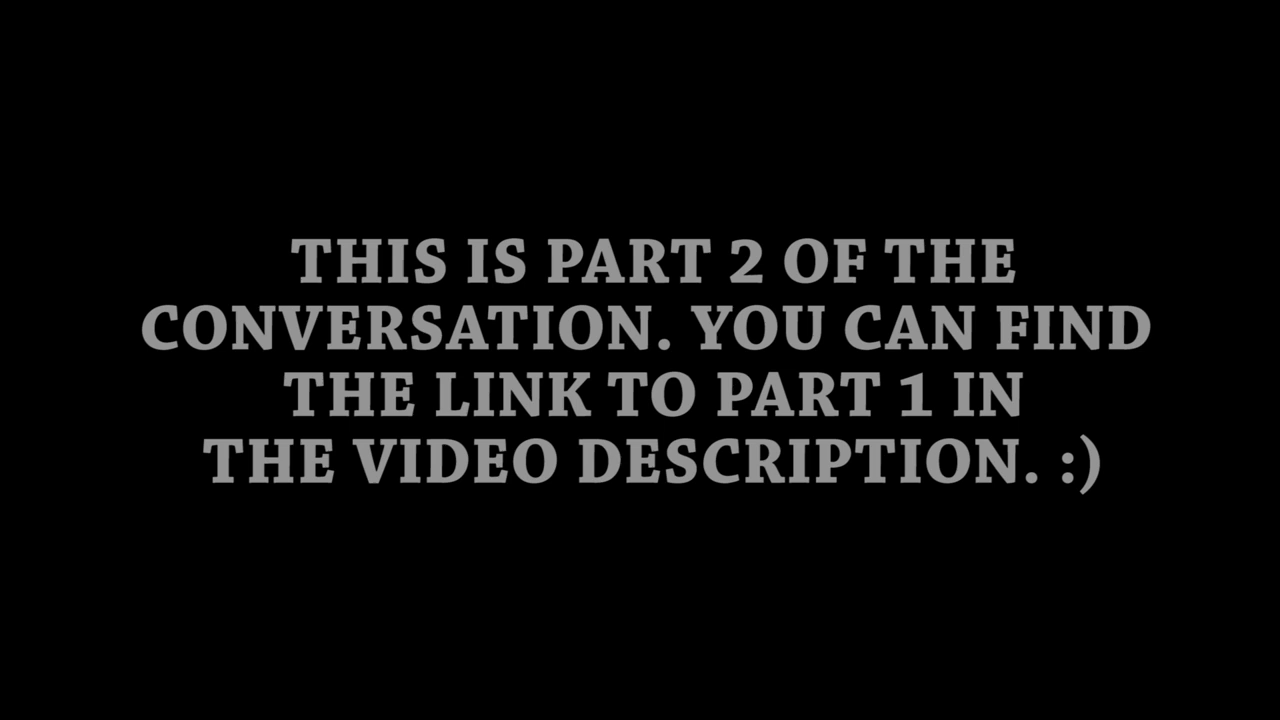 THIS IS PART 2 OF THE
CONVERSATION. YOU CAN FIND
THE LINK TO PART 1 IN
THE VIDEO DESCRIPTION. :)